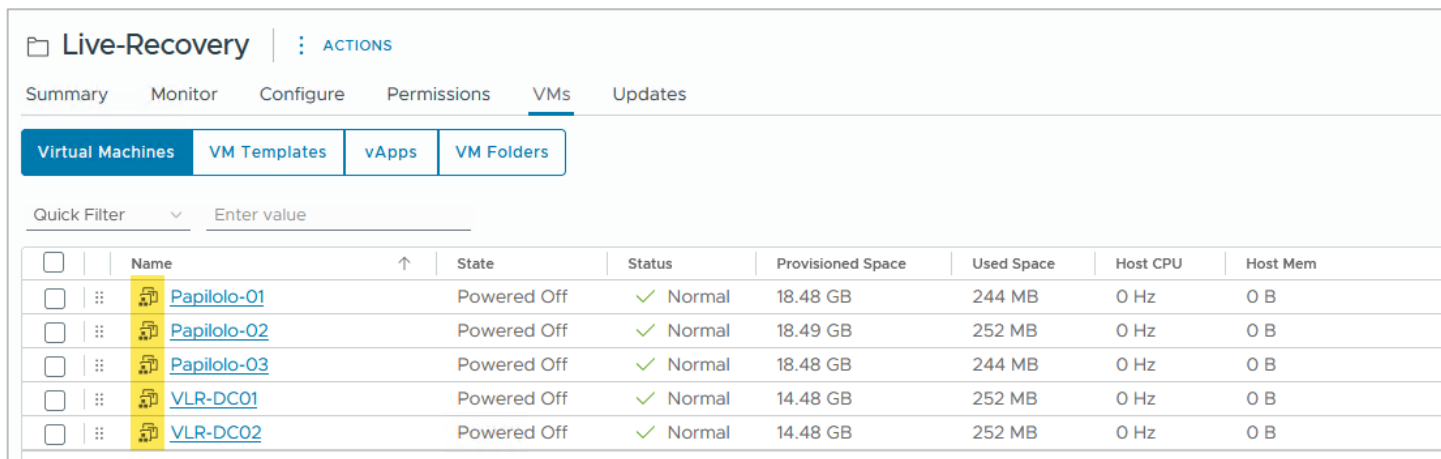 Live-Recovery ACTIONS
Summary Monitor Configure Permissions VMs Updates
Virtual Machines VM Templates vApps VM Folders
Quick Filter Enter value
Name State Status Provisioned Space Used Space Host CPU Host Mem
Papilolo-01 Powered Off Normal 18.48 GB 244 MB 0 Hz 0 B
Papilolo-02 Powered Off Normal 18.49 GB 252 MB 0 Hz 0 B
Papilolo-03 Powered Off Normal 18.48 GB 244 MB 0 Hz 0 B
VLR-DC01 Powered Off Normal 14.48 GB 252 MB 0 Hz 0 B
VLR-DC02 Powered Off Normal 14.48 GB 252 MB 0 Hz 0 B